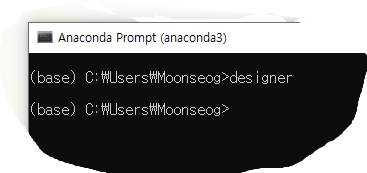 Anaconda Prompt (anaconda3)
(base) C:₩Users₩Moonseog>designer
(base) C:₩Users₩Moonseog>